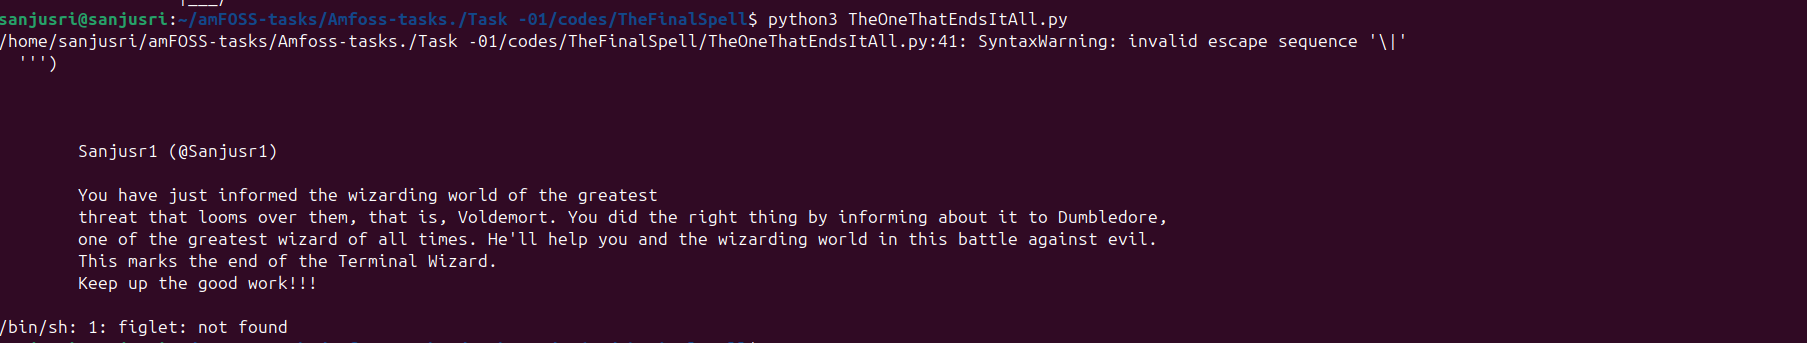 sanjusri@sanjusri:~/amFOSS-tasks/Amfoss-tasks./Task -01/codes/TheFinalSpell$ python3 TheOneThatEndsItAll.py
/home/sanjusri/amFOSS-tasks/Amfoss-tasks./Task -01/codes/TheFinalSpell/TheOneThatEndsItAll.py:41: SyntaxWarning: invalid escape sequence '\|'
''')
Sanjusr1 (@Sanjusr1)
You have just informed the wizarding world of the greatest
threat that looms over them, that is, Voldemort. You did the right thing by informing about it to Dumbledore,
one of the greatest wizard of all times. He'll help you and the wizarding world in this battle against evil.
This marks the end of the Terminal Wizard.
Keep up the good work!!!
/bin/sh: 1: figlet: not found